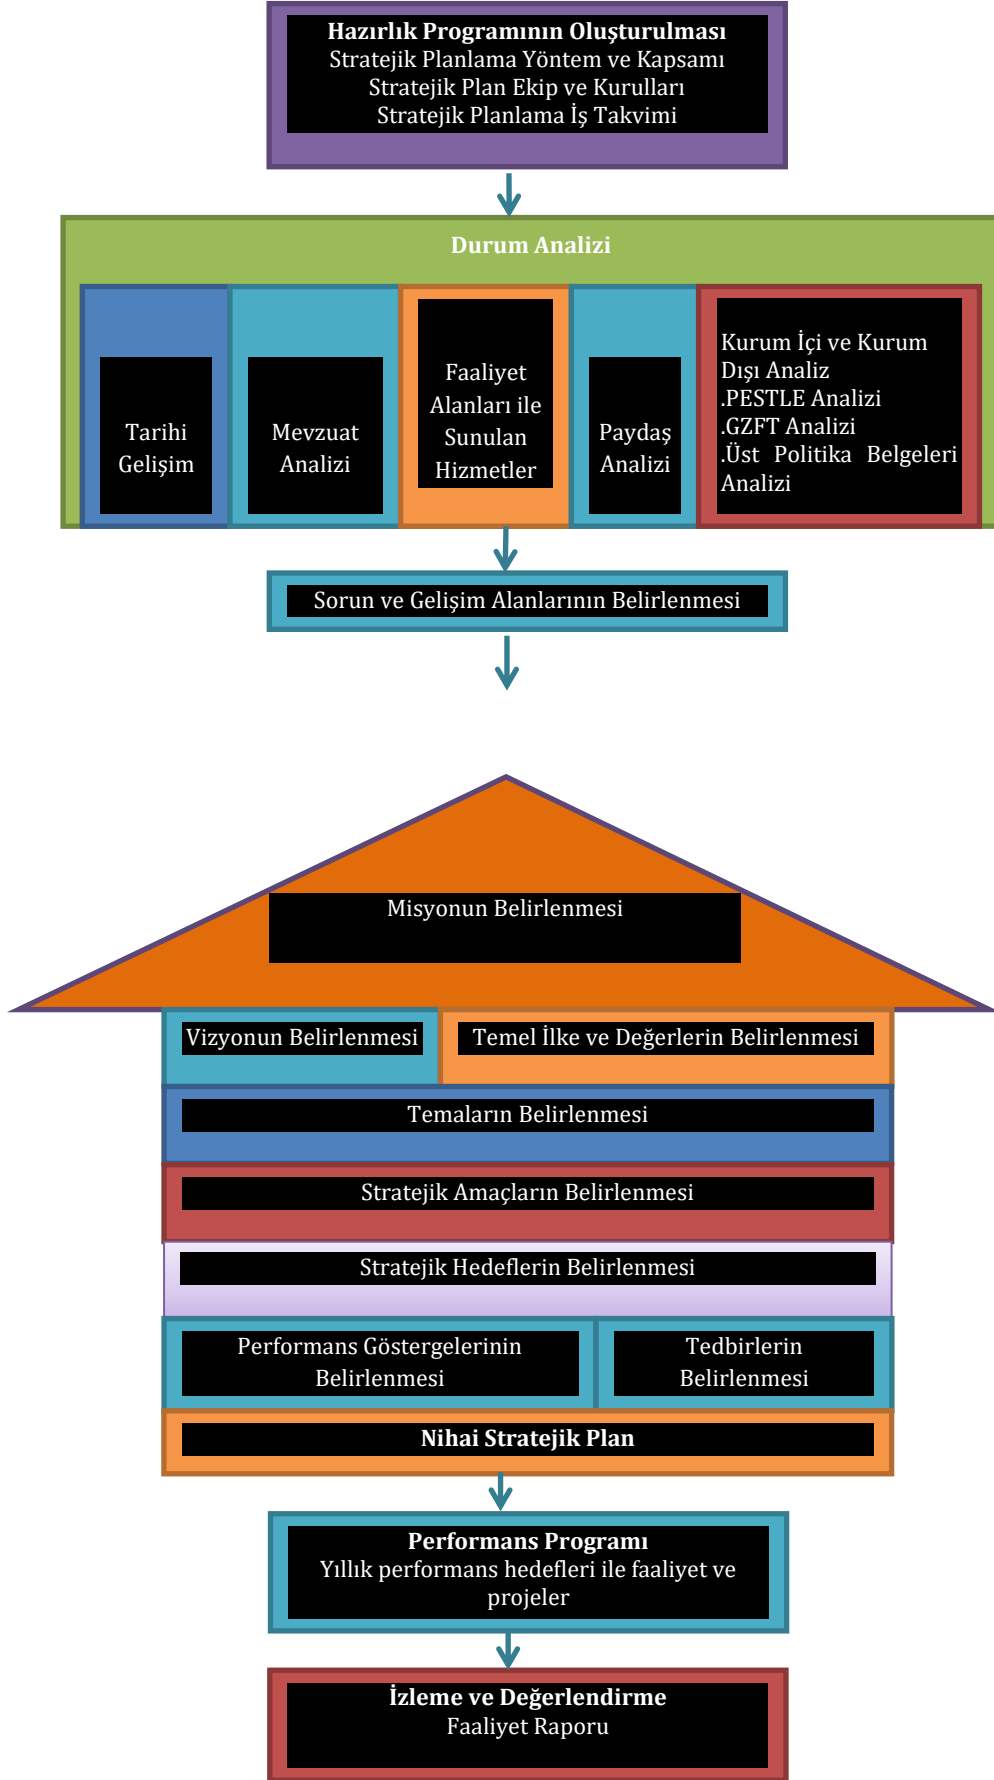 Hazırlık Programının Oluşturulması
Stratejik Planlama Yöntem ve Kapsamı
Stratejik Plan Ekip ve Kurulları
Stratejik Planlama İş Takvimi
Durum Analizi
Tarihi
Gelişim
Mevzuat
Analizi
Faaliyet
Alanları ile
Sunulan
Hizmetler
Paydaş
Analizi
Kurum İçi ve Kurum
Dışı Analiz
.PESTLE Analizi
.GZFT Analizi
.Üst Politika Belgeleri
Analizi
Sorun ve Gelişim Alanlarının Belirlenmesi
Misyonun Belirlenmesi
Vizyonun Belirlenmesi
Temel İlke ve Değerlerin Belirlenmesi
Temaların Belirlenmesi
Stratejik Amaçların Belirlenmesi
Stratejik Hedeflerin Belirlenmesi
Performans Göstergelerinin
Belirlenmesi
Tedbirlerin
Belirlenmesi
Nihai Stratejik Plan
Performans Programı
Yıllık performans hedefleri ile faaliyet ve
projeler
İzleme ve Değerlendirme
Faaliyet Raporu